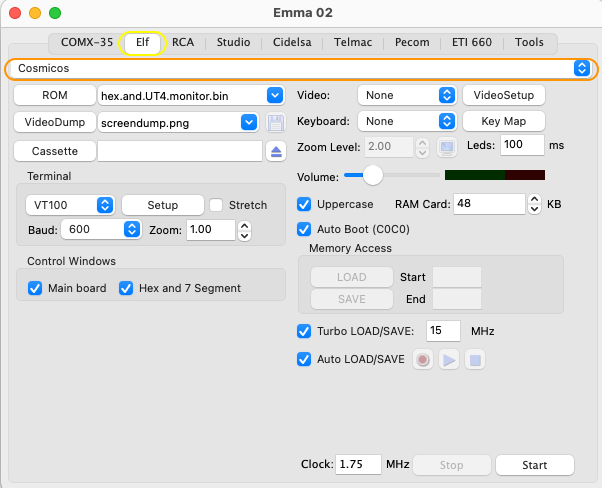 Emma 02
COMX-35 Elf RCA Studio Cidelsa Telmac Pecom ETI 660 Tools
Cosmicos
ROM hex.and.UT4.monitor.bin Video: None VideoSetup
VideoDump screendump.png Keyboard: None Key Map
Cassette Zoom Level: 2.00 Leds: 100 ms
Terminal Volume:
VT100 Setup Stretch Uppercase RAM Card: 48 KB
Baud: 600 Zoom: 1.00 Auto Boot (C0C0)
Control Windows Memory Access
Main board Hex and 7 Segment LOAD Start
SAVE End
Turbo LOAD/SAVE: 15 MHz
Auto LOAD/SAVE
Clock: 1.75 MHz Stop Start